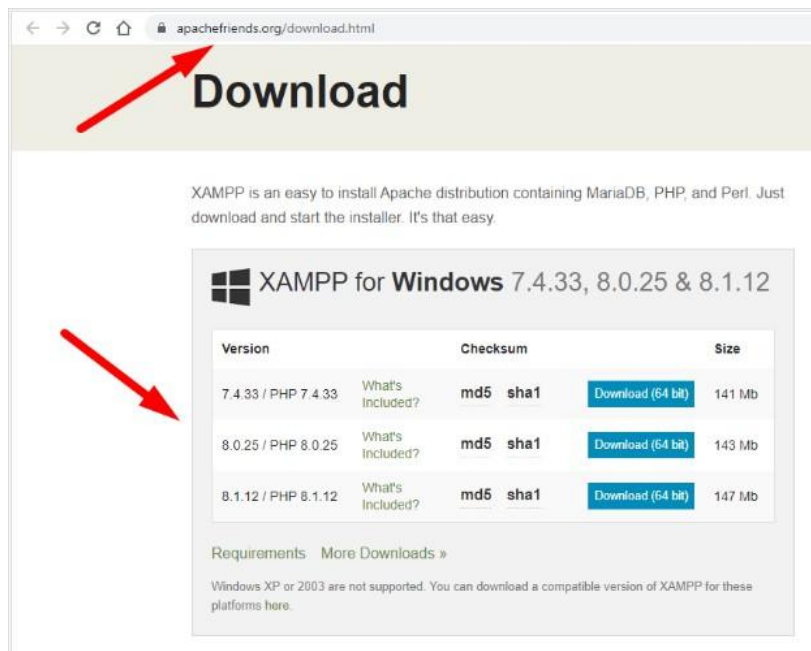 apachefriends.org/download.html
Download
XAMPP is an easy to install Apache distribution containing MariaDB, PHP, and Perl. Just
download and start the installer. It's that easy.
XAMPP for Windows 7.4.33, 8.0.25 & 8.1.12
Version Checksum Size
7.4.33 / PHP 7.4.33 What's Included? md5 sha1 Download (64 bit) 141 Mb
8.0.25 / PHP 8.0.25 What's Included? md5 sha1 Download (64 bit) 143 Mb
8.1.12 / PHP 8.1.12 What's Included? md5 sha1 Download (64 bit) 147 Mb
Requirements More Downloads »
Windows XP or 2003 are not supported. You can download a compatible version of XAMPP for these
platforms here.